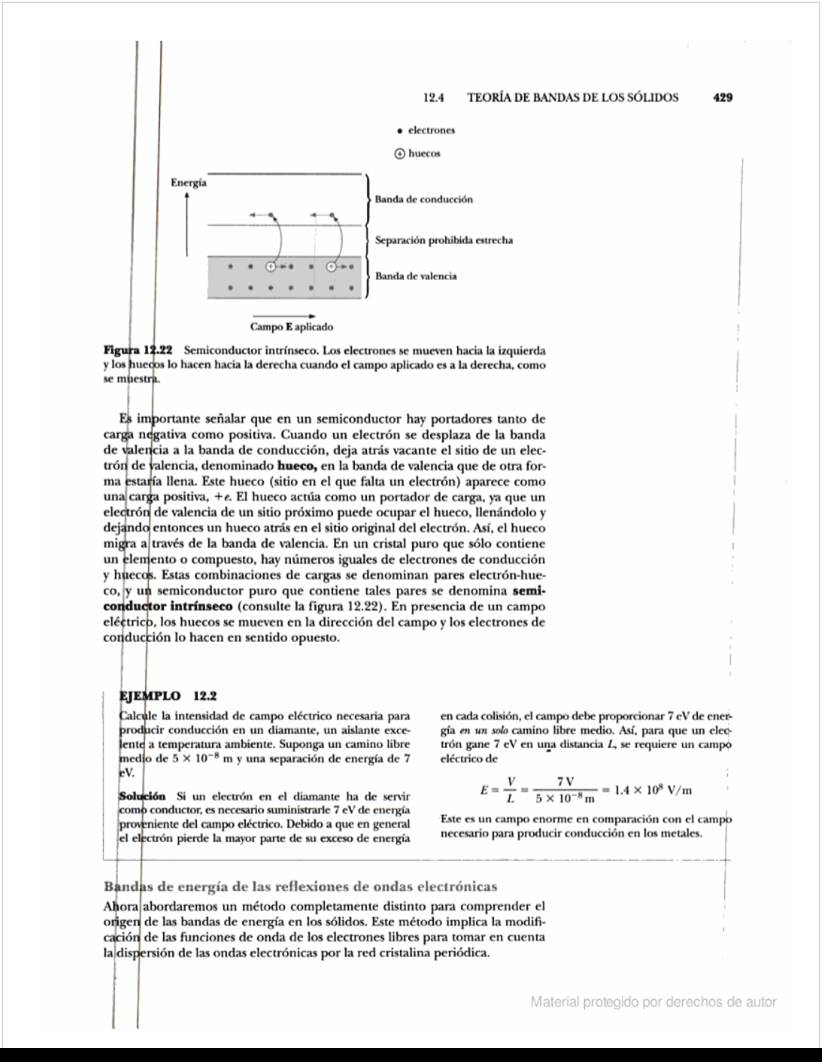 12.4 TEORÍA DE BANDAS DE LOS SÓLIDOS 429
electrones
huecos
Energía
Banda de conducción
Separación prohibida estrecha
Banda de valencia
Campo E aplicado
Figura 12.22 Semiconductor intrínseco. Los electrones se mueven hacia la izquierda
y los huecos lo hacen hacia la derecha cuando el campo aplicado es a la derecha, como
se muestra.
Es importante señalar que en un semiconductor hay portadores tanto de
carga negativa como positiva. Cuando un electrón se desplaza de la banda
de valencia a la banda de conducción, deja atrás vacante el sitio de un elec-
trón de valencia, denominado hueco, en la banda de valencia que de otra for-
ma estaría llena. Este hueco (sitio en el que falta un electrón) aparece como
una carga positiva, +e. El hueco actúa como un portador de carga, ya que un
electrón de valencia de un sitio próximo puede ocupar el hueco, llenándolo y
dejando entonces un hueco atrás en el sitio original del electrón. Así, el hueco
migra a través de la banda de valencia. En un cristal puro que sólo contiene
un elemento o compuesto, hay números iguales de electrones de conducción
y huecos. Estas combinaciones de cargas se denominan pares electrón-hue-
co, y un semiconductor puro que contiene tales pares se denomina semi-
conductor intrínseco (consulte la figura 12.22). En presencia de un campo
eléctrico, los huecos se mueven en la dirección del campo y los electrones de
conducción lo hacen en sentido opuesto.
EJEMPLO 12.2
Calcule la intensidad de campo eléctrico necesaria para
producir conducción en un diamante, un aislante exce-
lente a temperatura ambiente. Suponga un camino libre
medio de 5 × 10⁻⁸ m y una separación de energía de 7
eV.
Solución Si un electrón en el diamante ha de servir
como conductor, es necesario suministrarle 7 eV de energía
proveniente del campo eléctrico. Debido a que en general
el electrón pierde la mayor parte de su exceso de energía
en cada colisión, el campo debe proporcionar 7 eV de ener-
gía en un solo camino libre medio. Así, para que un elec-
trón gane 7 eV en una distancia L, se requiere un campo
eléctrico de
E = V/L = 7 V / 5 × 10⁻⁸ m = 1.4 × 10⁸ V/m
Este es un campo enorme en comparación con el campo
necesario para producir conducción en los metales.
Bandas de energía de las reflexiones de ondas electrónicas
Ahora abordaremos un método completamente distinto para comprender el
origen de las bandas de energía en los sólidos. Este método implica la modifi-
cación de las funciones de onda de los electrones libres para tomar en cuenta
la dispersión de las ondas electrónicas por la red cristalina periódica.
Material protegido por derechos de autor